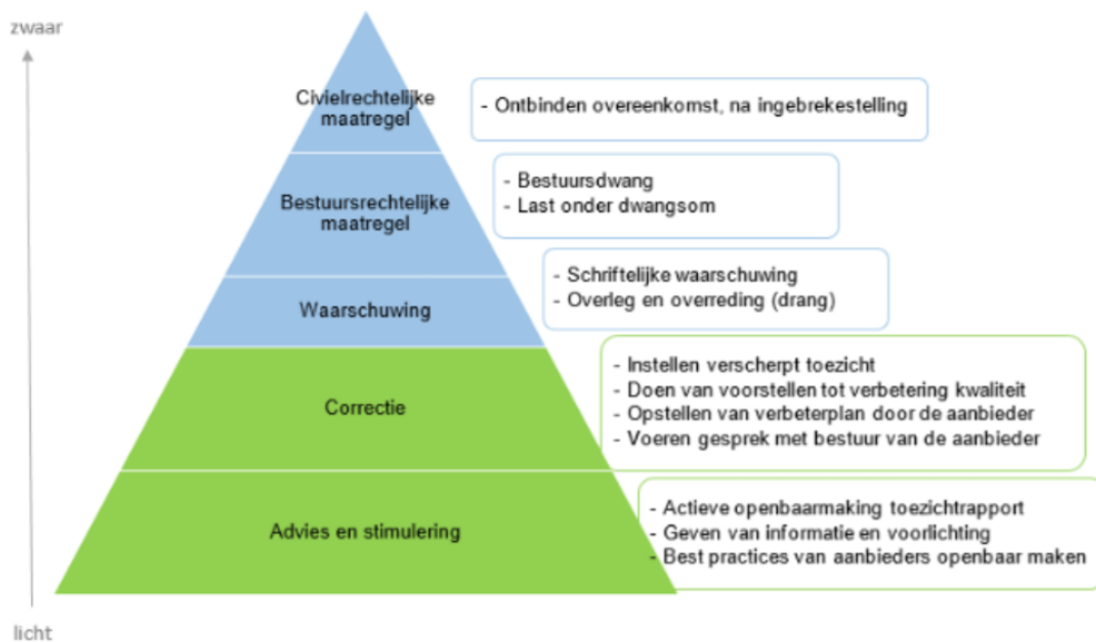 zwaar
Civielrechtelijke
maatregel
- Ontbinden overeenkomst, na ingebrekestelling
Bestuursrechtelijke
maatregel
- Bestuursdwang
- Last onder dwangsom
Waarschuwing
- Schriftelijke waarschuwing
- Overleg en overreding (drang)
Correctie
- Instellen verscherpt toezicht
- Doen van voorstellen tot verbetering kwaliteit
- Opstellen van verbeterplan door de aanbieder
- Voeren gesprek met bestuur van de aanbieder
Advies en stimulering
- Actieve openbaarmaking toezichtrapport
- Geven van informatie en voorlichting
- Best practices van aanbieders openbaar maken
licht